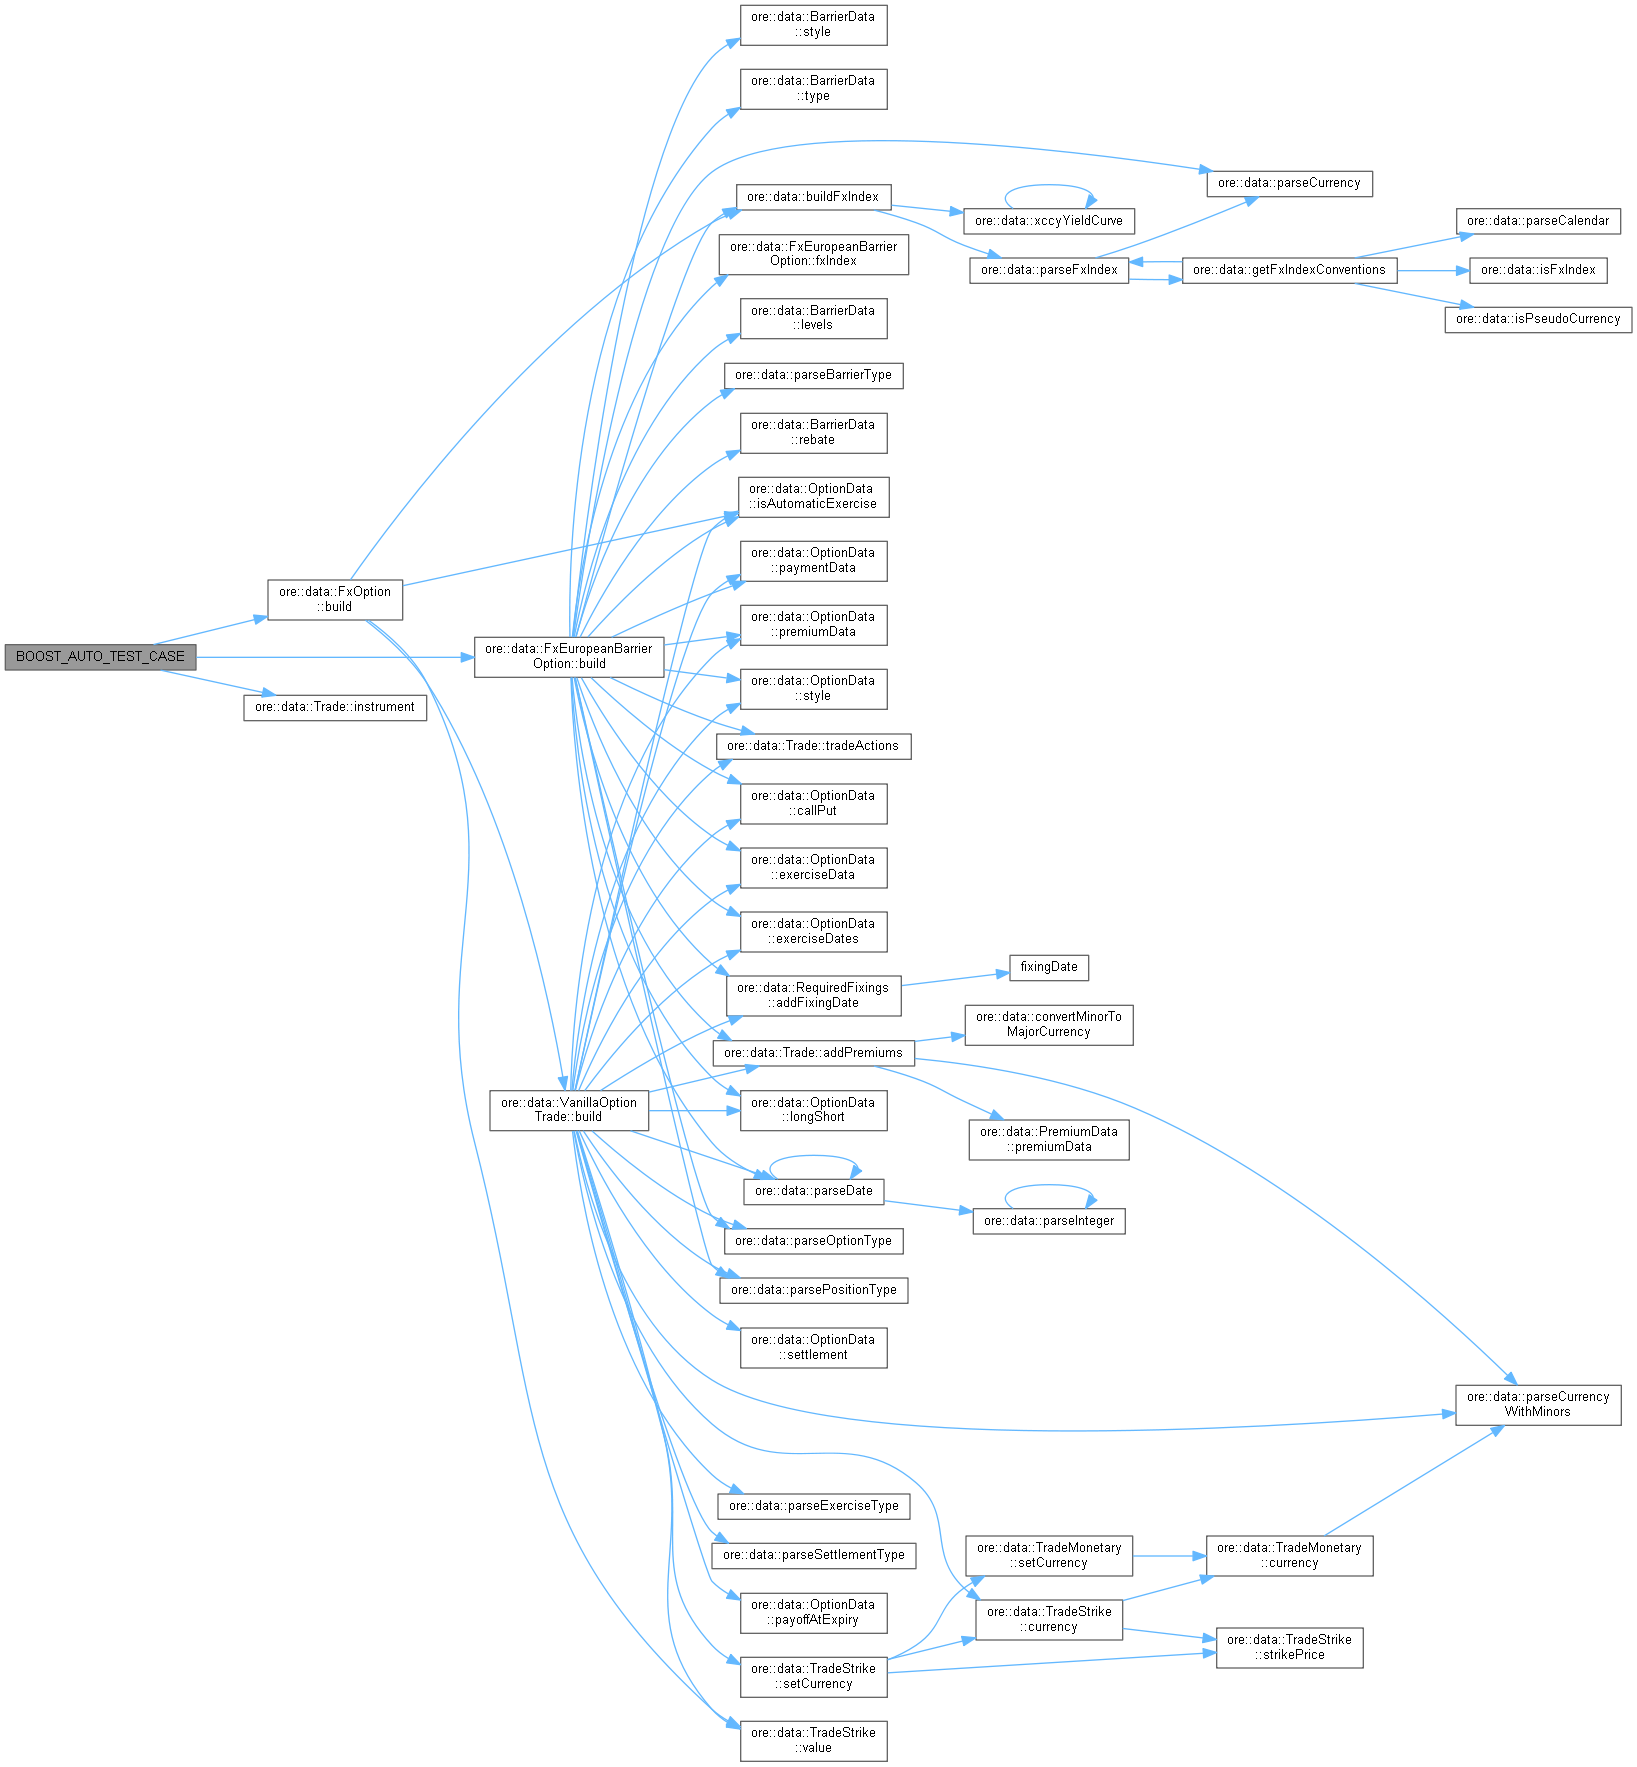 ore::data::BarrierData
::style
ore::data::BarrierData
::type
ore::data::parseCurrency
ore::data::buildFxIndex
ore::data::xccyYieldCurve
ore::data::parseCalendar
ore::data::FxEuropeanBarrier
Option::fxIndex
ore::data::parseFxIndex
ore::data::getFxIndexConventions
ore::data::isFxIndex
ore::data::BarrierData
::levels
ore::data::isPseudoCurrency
ore::data::parseBarrierType
ore::data::BarrierData
::rebate
ore::data::OptionData
::isAutomaticExercise
ore::data::OptionData
::paymentData
ore::data::FxOption
::build
ore::data::OptionData
::premiumData
BOOST_AUTO_TEST_CASE
ore::data::FxEuropeanBarrier
Option::build
ore::data::OptionData
::style
ore::data::Trade::instrument
ore::data::Trade::tradeActions
ore::data::OptionData
::callPut
ore::data::OptionData
::exerciseData
ore::data::OptionData
::exerciseDates
fixingDate
ore::data::RequiredFixings
::addFixingDate
ore::data::convertMinorTo
MajorCurrency
ore::data::Trade::addPremiums
ore::data::VanillaOption
Trade::build
ore::data::OptionData
::longShort
ore::data::PremiumData
::premiumData
ore::data::parseDate
ore::data::parseInteger
ore::data::parseOptionType
ore::data::parsePositionType
ore::data::OptionData
::settlement
ore::data::parseCurrency
WithMinors
ore::data::parseExerciseType
ore::data::parseSettlementType
ore::data::TradeMonetary
::setCurrency
ore::data::TradeMonetary
::currency
ore::data::OptionData
::payoffAtExpiry
ore::data::TradeStrike
::currency
ore::data::TradeStrike
::strikePrice
ore::data::TradeStrike
::setCurrency
ore::data::TradeStrike
::value